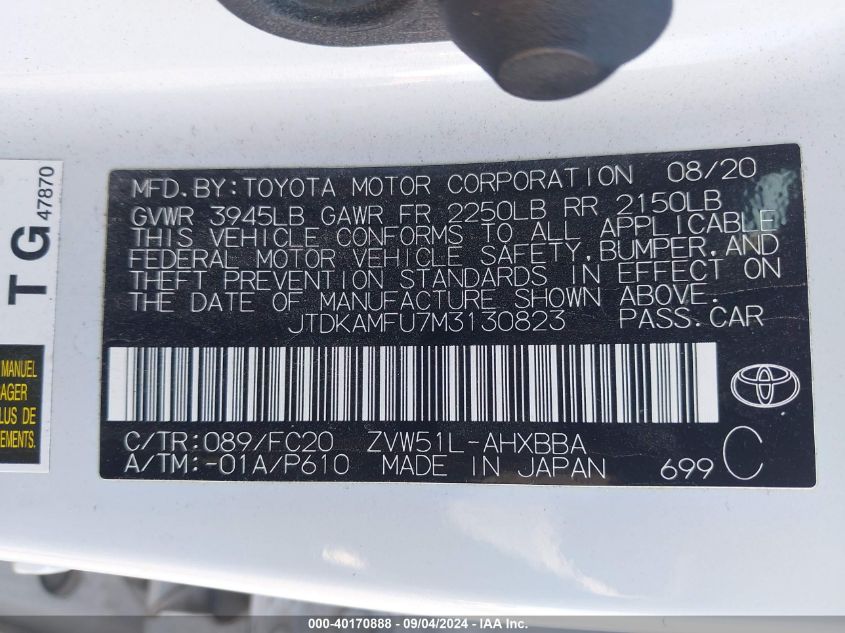 MFD.BY:TOYOTA MOTOR CORPORATION 08/20
GVWR 3945LB GAWR FR 2250LB RR 2150LB
THIS VEHICLE CONFORMS TO ALL APPLICABLE
FEDERAL MOTOR VEHICLE SAFETY,BUMPER,AND
THEFT PREVENTION STANDARDS IN EFFECT ON
THE DATE OF MANUFACTURE SHOWN ABOVE.
JTDKAMFU7M3130823 PASS.CAR
C/TR:089/FC20 ZVW51L-AHXBBA
A/TM:-01A/P610 MADE IN JAPAN 699 C
TG 47870
MANUEL
AGER
LUS DE
EMENTS.
000-40170888 - 09/04/2024 - IAA Inc.